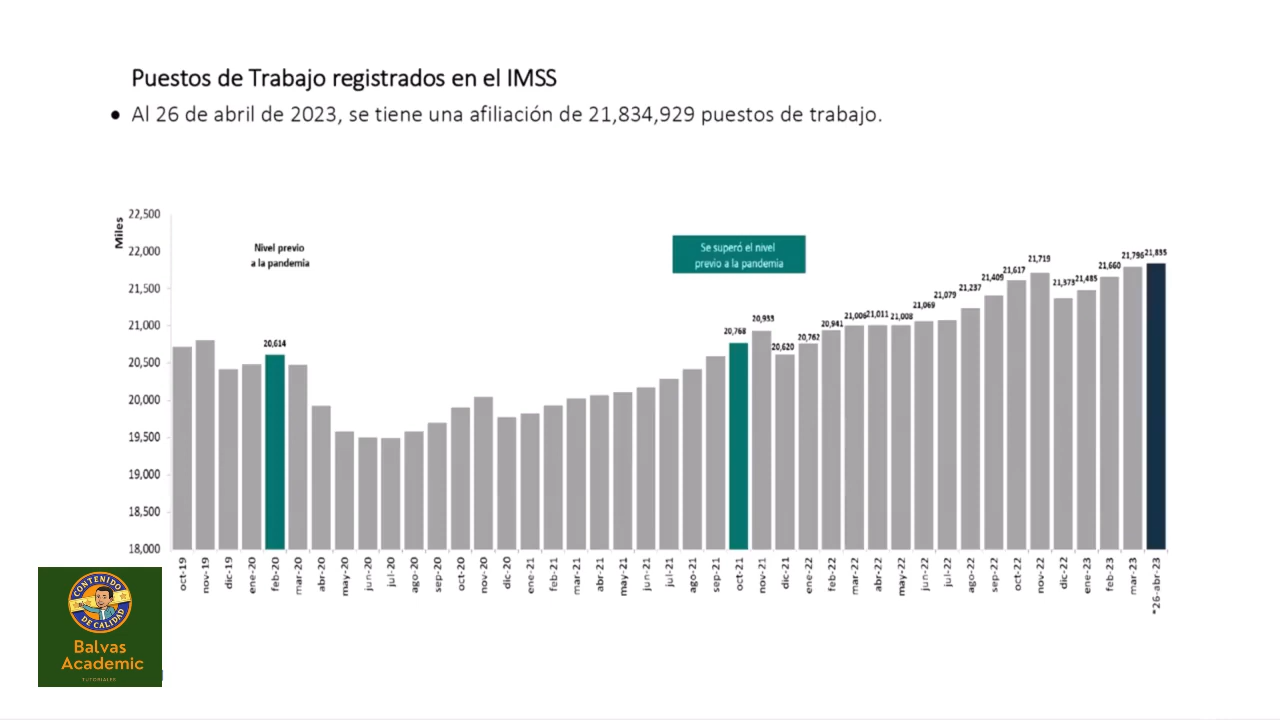 Puestos de Trabajo registrados en el IMSS
• Al 26 de abril de 2023, se tiene una afiliación de 21,834,929 puestos de trabajo.
Miles
22,500
22,000
21,500
21,000
20,500
20,000
19,500
19,000
18,500
18,000
Nivel previo
a la pandemia
Se superó el nivel
previo a la pandemia
20,614
20,768
20,933
20,620
20,762
20,941
21,006
21,011
21,008
21,069
21,079
21,237
21,409
21,617
21,719
21,373
21,485
21,660
21,796
21,835
oct-19
nov-19
dic-19
ene-20
feb-20
mar-20
abr-20
may-20
jun-20
jul-20
ago-20
sep-20
oct-20
nov-20
dic-20
ene-21
feb-21
mar-21
abr-21
may-21
jun-21
jul-21
ago-21
sep-21
oct-21
nov-21
dic-21
ene-22
feb-22
mar-22
abr-22
may-22
jun-22
jul-22
ago-22
sep-22
oct-22
nov-22
dic-22
ene-23
feb-23
mar-23
*26-abr-23
CONTENIDO
DE CALIDAD
Balvas
Academic
TUTORIALES